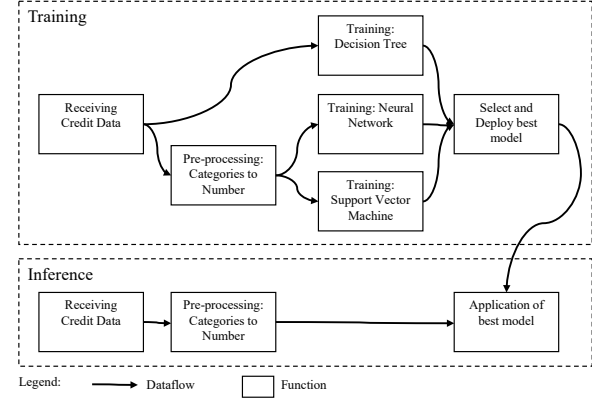 Training
Training:
Decision Tree
Receiving
Credit Data
Training: Neural
Network
Select and
Deploy best
model
Pre-processing:
Categories to
Number
Training:
Support Vector
Machine
Inference
Receiving
Credit Data
Pre-processing:
Categories to
Number
Application of
best model
Legend:
Dataflow
Function